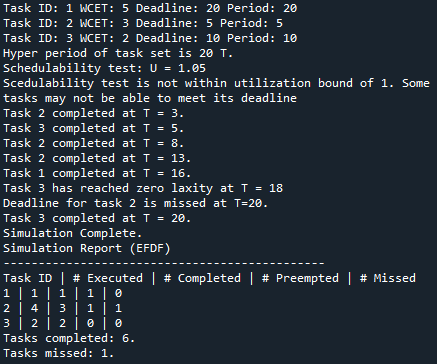 Task ID: 1 WCET: 5 Deadline: 20 Period: 20
Task ID: 2 WCET: 3 Deadline: 5 Period: 5
Task ID: 3 WCET: 2 Deadline: 10 Period: 10
Hyper period of task set is 20 T.
Schedulability test: U = 1.05
Scedulability test is not within utilization bound of 1. Some
tasks may not be able to meet its deadline
Task 2 completed at T = 3.
Task 3 completed at T = 5.
Task 2 completed at T = 8.
Task 2 completed at T = 13.
Task 1 completed at T = 16.
Task 3 has reached zero laxity at T = 18
Deadline for task 2 is missed at T=20.
Task 3 completed at T = 20.
Simulation Complete.
Simulation Report (EFDF)
----------------------------------------------
Task ID | # Executed | # Completed | # Preempted | # Missed
1 | 1 | 1 | 1 | 0
2 | 4 | 3 | 1 | 1
3 | 2 | 2 | 0 | 0
Tasks completed: 6.
Tasks missed: 1.